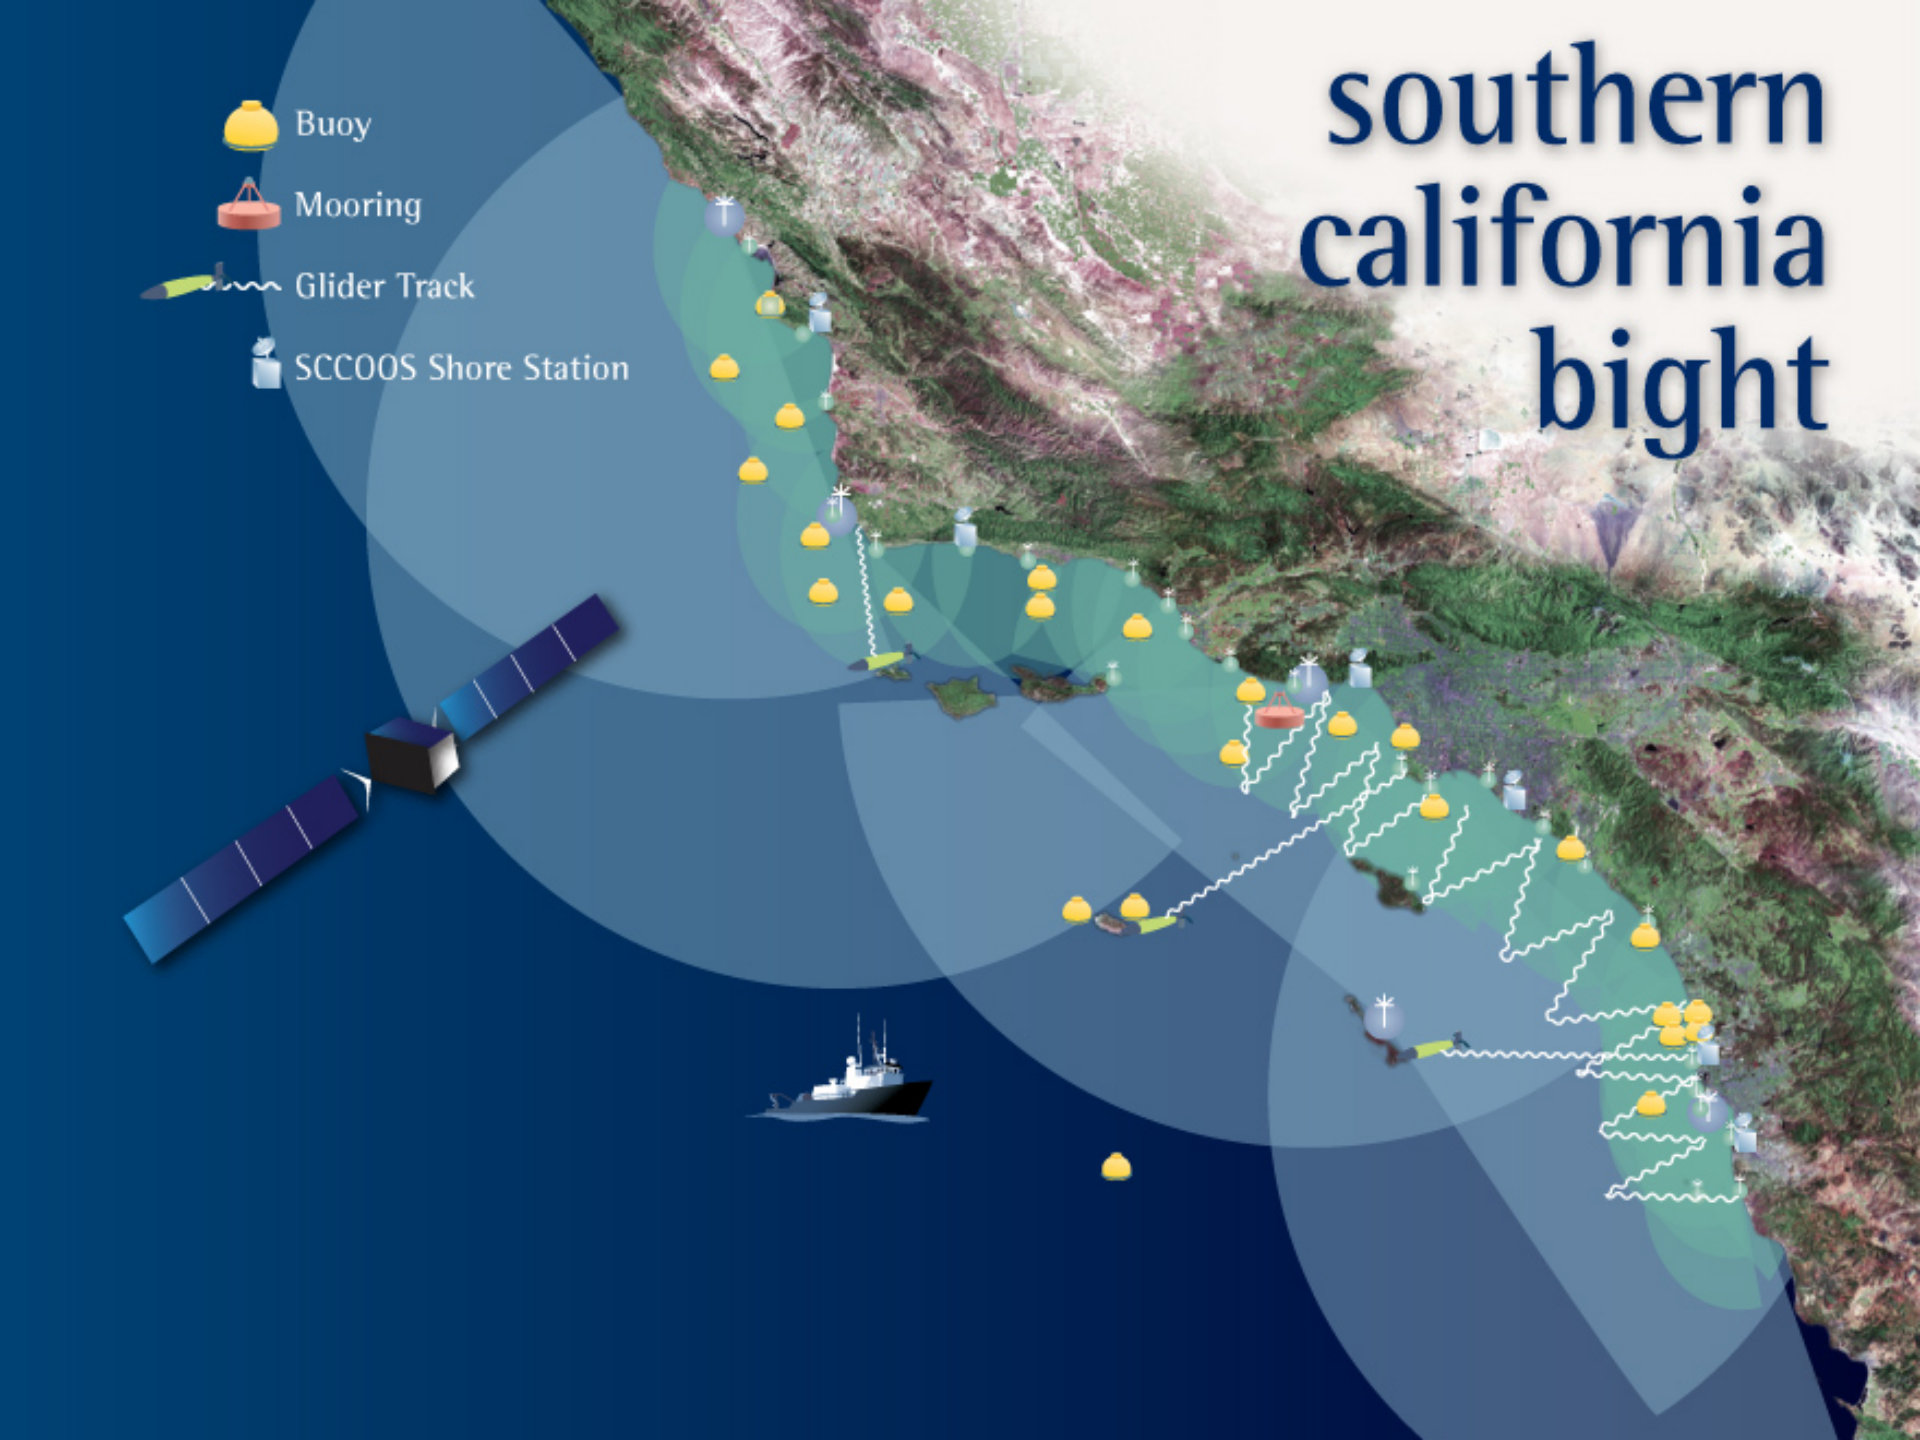 southern
california
bight
Buoy
Mooring
Glider Track
SCCOOS Shore Station